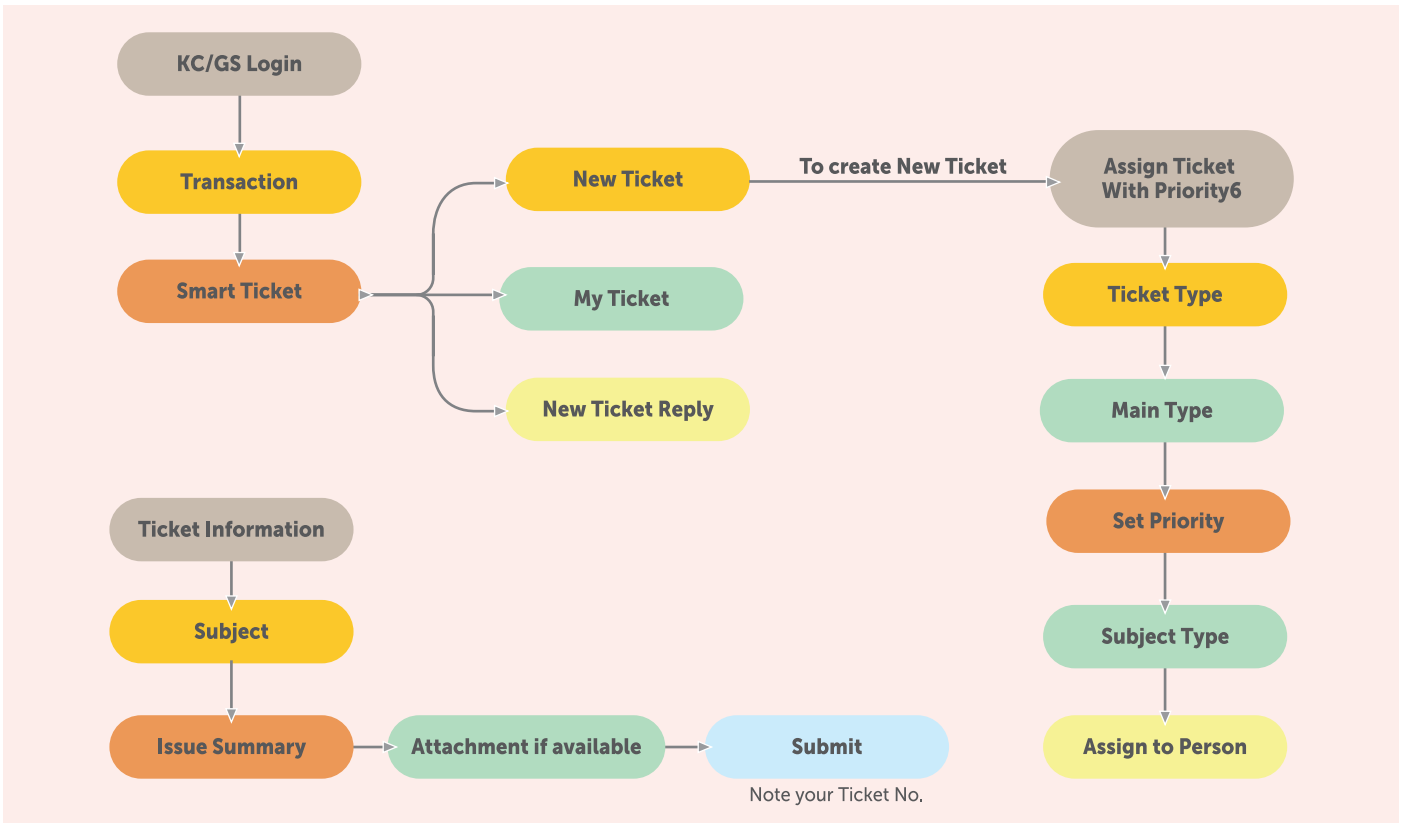 KC/GS Login
Transaction
Smart Ticket
New Ticket
My Ticket
New Ticket Reply
To create New Ticket
Assign Ticket
With Priority6
Ticket Type
Main Type
Set Priority
Subject Type
Assign to Person
Ticket Information
Subject
Issue Summary
Attachment if available
Submit
Note your Ticket No.